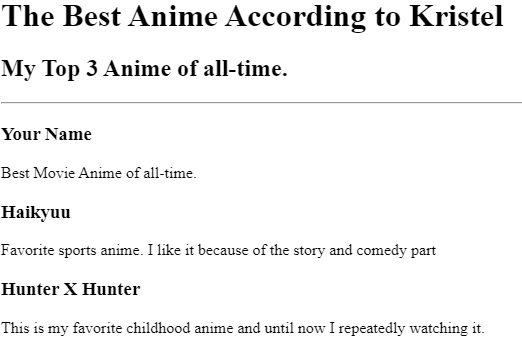 The Best Anime According to Kristel
My Top 3 Anime of all-time.
Your Name
Best Movie Anime of all-time.
Haikyuu
Favorite sports anime. I like it because of the story and comedy part
Hunter X Hunter
This is my favorite childhood anime and until now I repeatedly watching it.